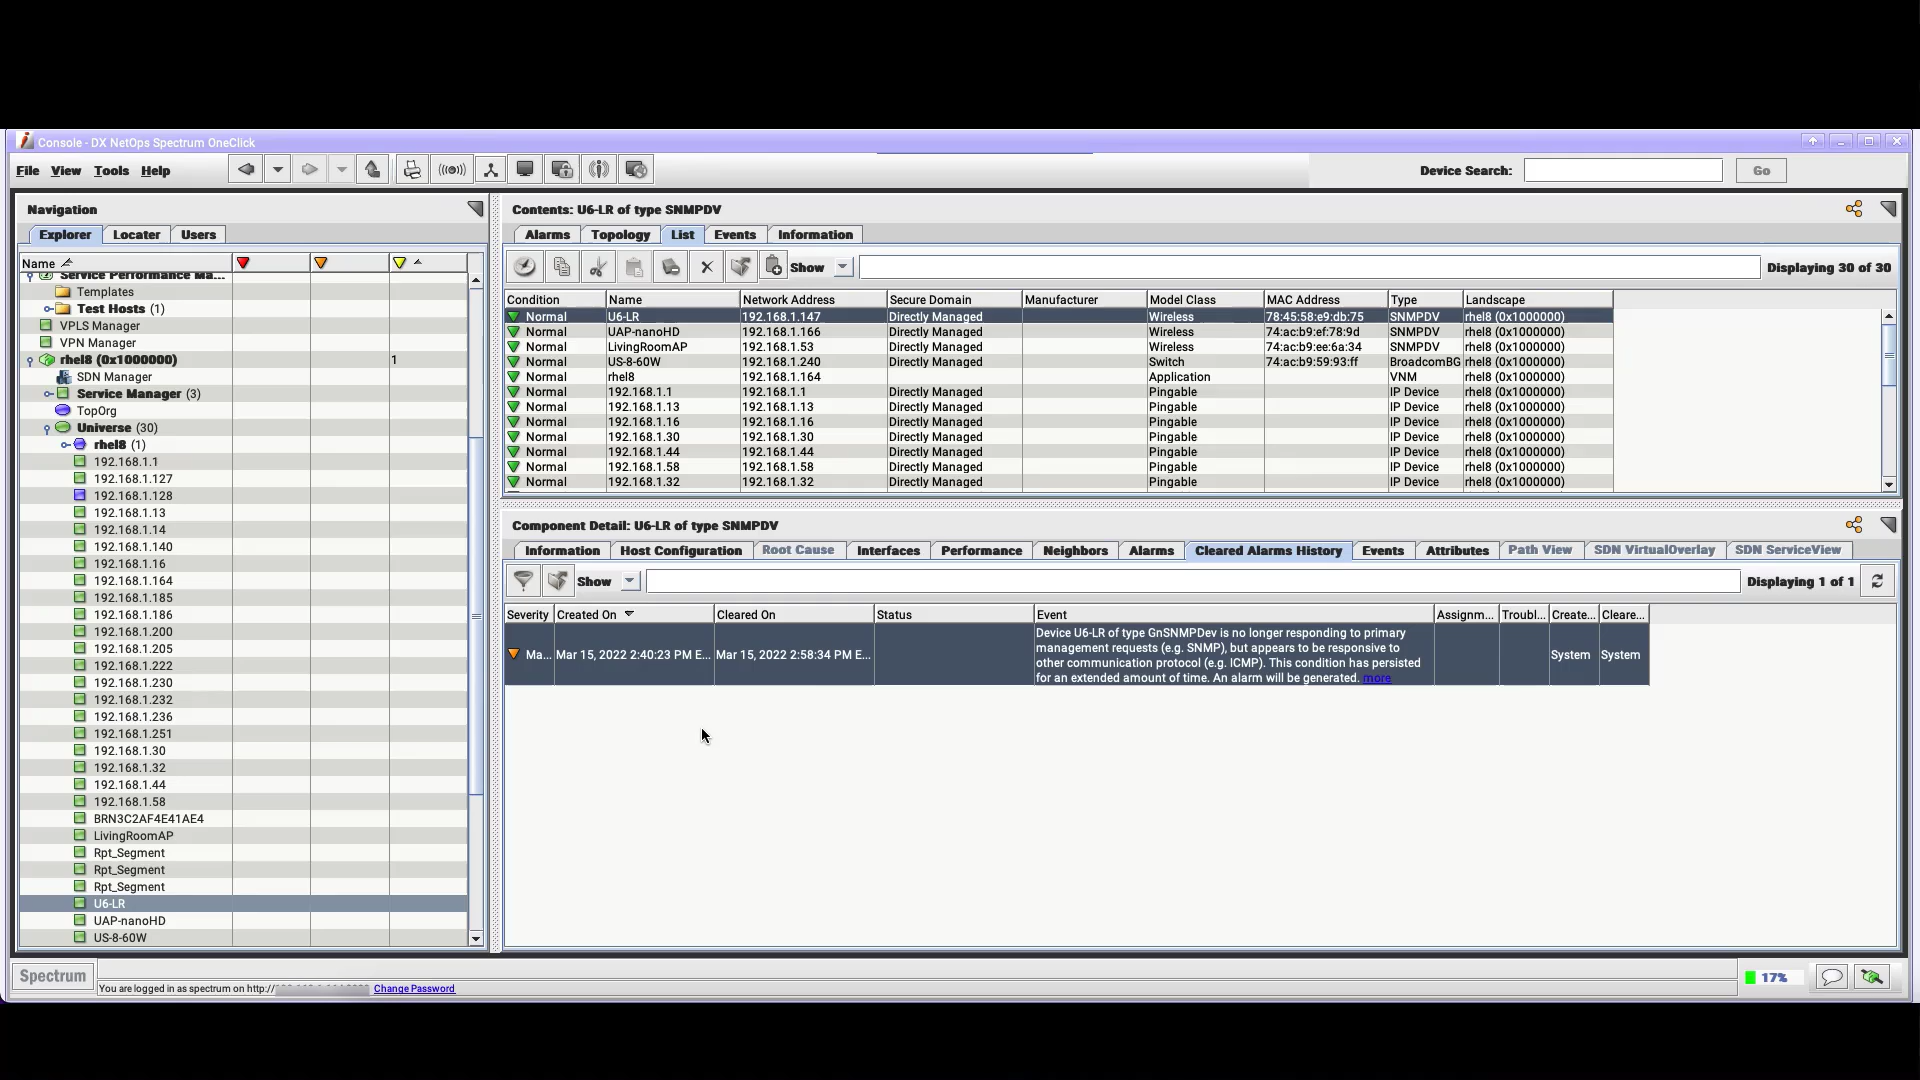 Console - DX NetOps Spectrum OneClick
File View Tools Help
Device Search:
Go
Navigation
Explorer Locater Users
Name
Service Performance Ma...
Templates
Test Hosts (1)
VPLS Manager
VPN Manager
rhel8 (0x1000000) 1
SDN Manager
Service Manager (3)
TopOrg
Universe (30)
rhel8 (1)
192.168.1.1
192.168.1.127
192.168.1.128
192.168.1.13
192.168.1.14
192.168.1.140
192.168.1.16
192.168.1.164
192.168.1.185
192.168.1.186
192.168.1.200
192.168.1.205
192.168.1.222
192.168.1.230
192.168.1.232
192.168.1.236
192.168.1.251
192.168.1.30
192.168.1.32
192.168.1.44
192.168.1.58
BRN3C2AF4E41AE4
LivingRoomAP
Rpt_Segment
Rpt_Segment
Rpt_Segment
U6-LR
UAP-nanoHD
US-8-60W
Contents: U6-LR of type SNMPDV
Alarms Topology List Events Information
Show
Displaying 30 of 30
Condition Name Network Address Secure Domain Manufacturer Model Class MAC Address Type Landscape
Normal U6-LR 192.168.1.147 Directly Managed Wireless 78:45:58:e9:db:75 SNMPDV rhel8 (0x1000000)
Normal UAP-nanoHD 192.168.1.166 Directly Managed Wireless 74:ac:b9:ef:78:9d SNMPDV rhel8 (0x1000000)
Normal LivingRoomAP 192.168.1.53 Directly Managed Wireless 74:ac:b9:ee:6a:34 SNMPDV rhel8 (0x1000000)
Normal US-8-60W 192.168.1.240 Directly Managed Switch 74:ac:b9:59:93:ff BroadcomBG rhel8 (0x1000000)
Normal rhel8 192.168.1.164 Application VNM rhel8 (0x1000000)
Normal 192.168.1.1 192.168.1.1 Directly Managed Pingable IP Device rhel8 (0x1000000)
Normal 192.168.1.13 192.168.1.13 Directly Managed Pingable IP Device rhel8 (0x1000000)
Normal 192.168.1.16 192.168.1.16 Directly Managed Pingable IP Device rhel8 (0x1000000)
Normal 192.168.1.30 192.168.1.30 Directly Managed Pingable IP Device rhel8 (0x1000000)
Normal 192.168.1.44 192.168.1.44 Directly Managed Pingable IP Device rhel8 (0x1000000)
Normal 192.168.1.58 192.168.1.58 Directly Managed Pingable IP Device rhel8 (0x1000000)
Normal 192.168.1.32 192.168.1.32 Directly Managed Pingable IP Device rhel8 (0x1000000)
Component Detail: U6-LR of type SNMPDV
Information Host Configuration Root Cause Interfaces Performance Neighbors Alarms Cleared Alarms History Events Attributes Path View SDN VirtualOverlay SDN ServiceView
Show
Displaying 1 of 1
Severity Created On Cleared On Status Event Assignm... Troubl... Create... Cleare...
Ma... Mar 15, 2022 2:40:23 PM E... Mar 15, 2022 2:58:34 PM E... System System
Device U6-LR of type GnSNMPDev is no longer responding to primary
management requests (e.g. SNMP), but appears to be responsive to
other communication protocol (e.g. ICMP). This condition has persisted
for an extended amount of time. An alarm will be generated. more
Spectrum
You are logged in as spectrum on http:/ Change Password
17%